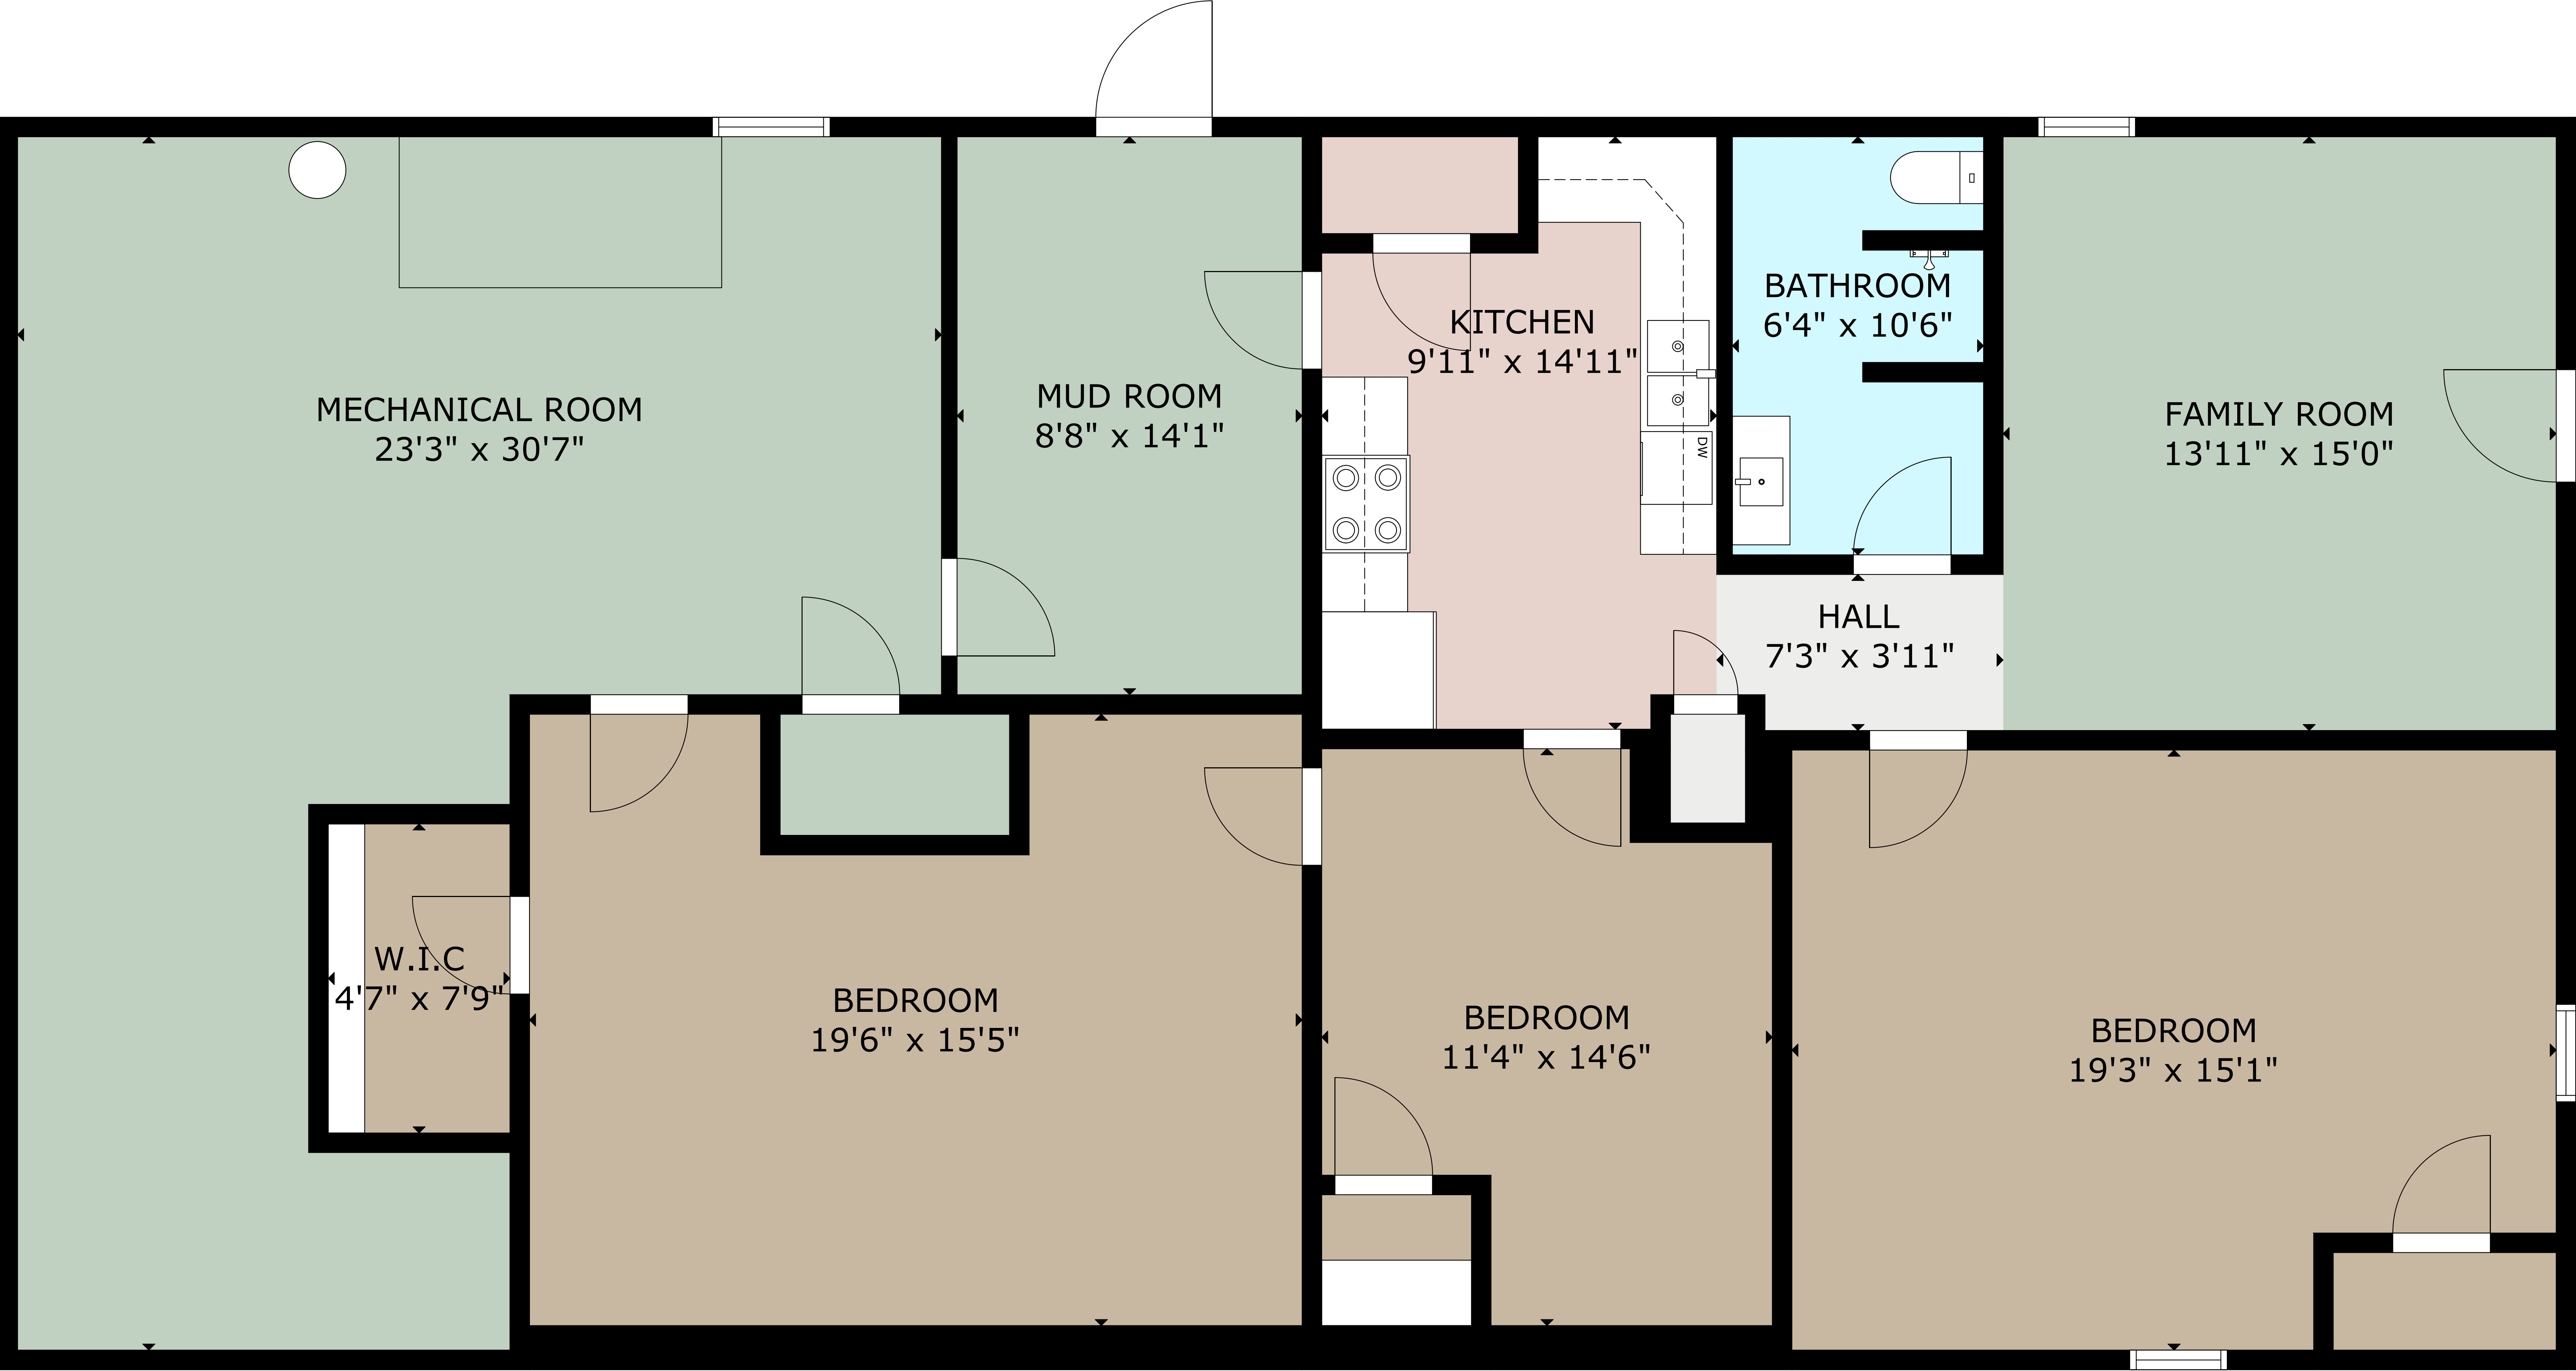 MECHANICAL ROOM
23'3" x 30'7"
MUD ROOM
8'8" x 14'1"
KITCHEN
9'11" x 14'11"
DW
BATHROOM
6'4" x 10'6"
HALL
7'3" x 3'11"
FAMILY ROOM
13'11" x 15'0"
W.I.C
4'7" x 7'9"
BEDROOM
19'6" x 15'5"
BEDROOM
11'4" x 14'6"
BEDROOM
19'3" x 15'1"